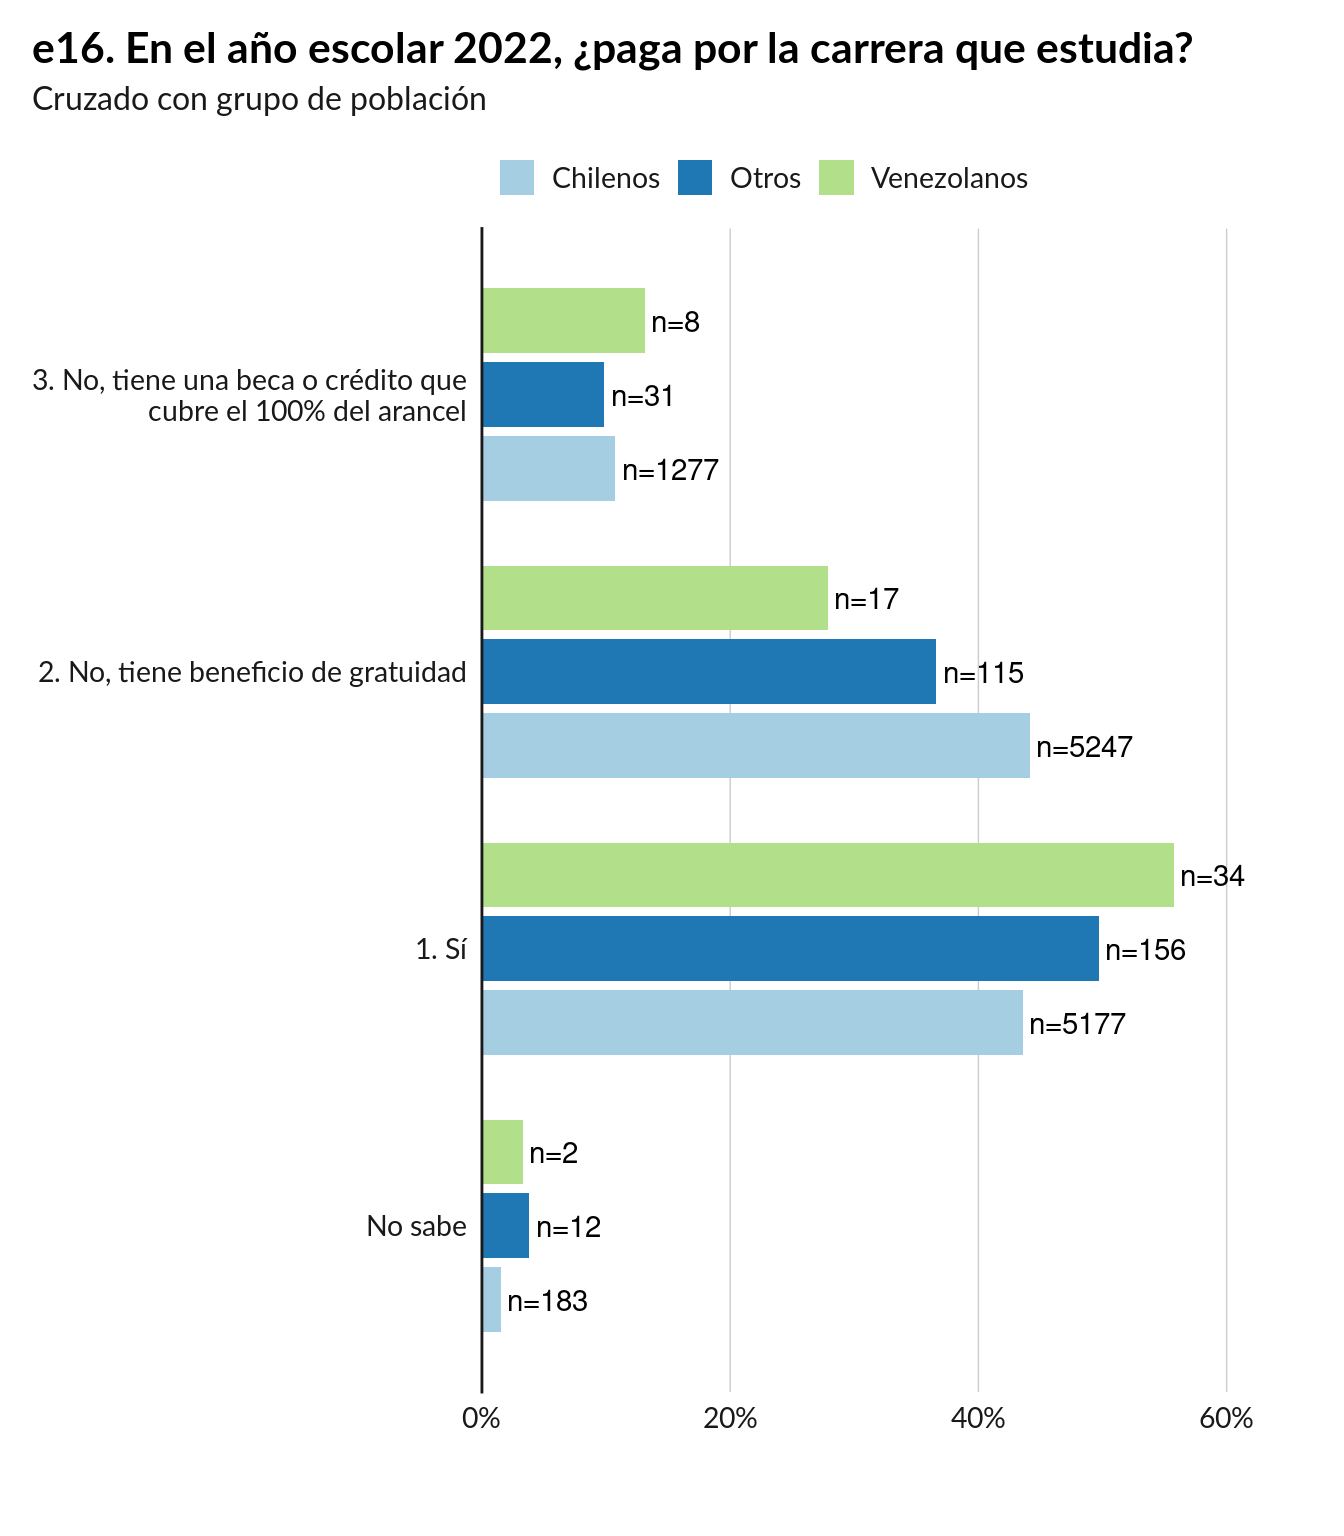 e16. En el año escolar 2022, ¿paga por la carrera que estudia?
Cruzado con grupo de población
Chilenos Otros Venezolanos
n=8
3. No, tiene una beca o crédito que
cubre el 100% del arancel
n=31
n=1277
n=17
2. No, tiene beneficio de gratuidad
n=115
n=5247
n=34
1. Sí
n=156
n=5177
n=2
No sabe
n=12
n=183
0% 20% 40% 60%